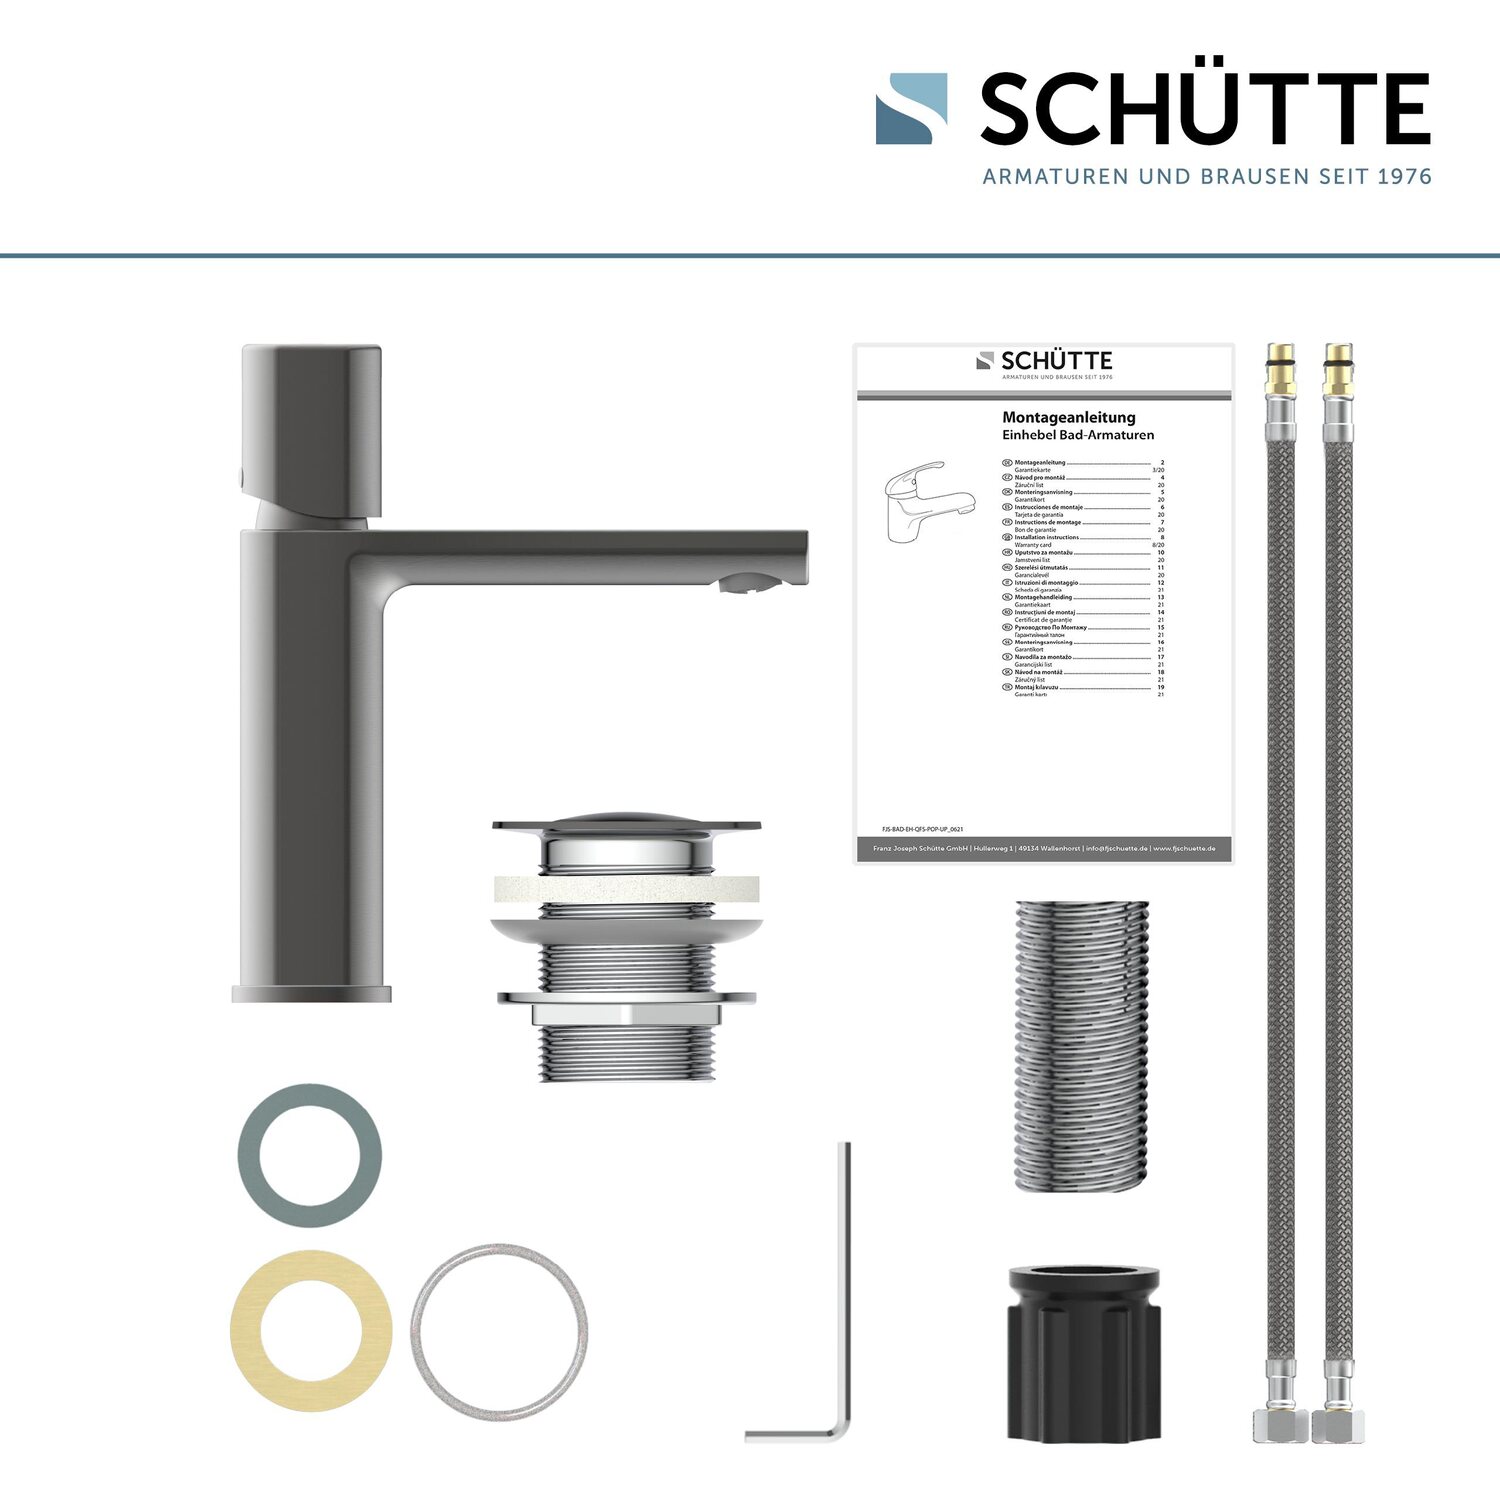 SCHÜTTE
ARMATUREN UND BRAUSEN SEIT 1976
SCHÜTTE
ARMATUREN UND BRAUSEN SEIT 1976
Montageanleitung
Einhebel Bad-Armaturen
DE Montageanleitung 2
Garantiekarte 3/20
CZ Návod pro montáž 4
Záruční list 20
DK Monteringsanvisning 5
Garantikort 20
ES Instrucciones de montaje 6
Tarjeta de garantía 20
FR Instructions de montage 7
Bon de garantie 20
GB Installation instructions 8
Warranty card 8/20
HR Uputstvo za montažu 10
Jamstveni list 20
HU Szerelési útmutatás 11
Garancialevél 20
IT Istruzioni di montaggio 12
Scheda di garanzia 21
NL Montagehandleiding 13
Garantiekaart 21
RO Instrucțiuni de montaj 14
Certificat de garanție 21
RU Руководство По Монтажу 15
Гарантийный талон 21
SE Monteringsanvisning 16
Garantikort 21
SI Navodila za montažo 17
Garancijski list 21
SK Návod na montáž 18
Záručný list 21
TR Montaj kılavuzu 19
Garanti kartı 21
FJS-BAD-EH-QFS-POP-UP_0621
Franz Joseph Schütte GmbH | Hullerweg 1 | 49134 Wallenhorst | info@fjschuette.de | www.fjschuette.de